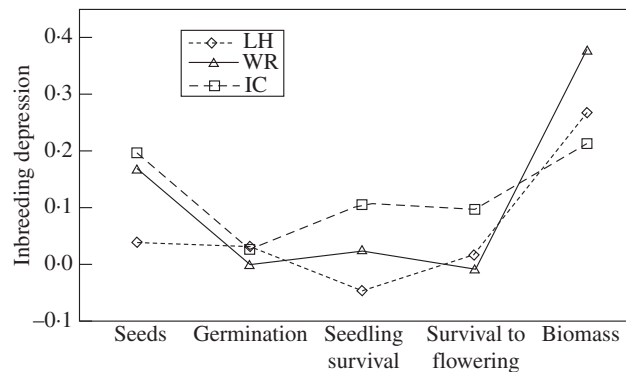 0·4
0·3
0·2
0·1
0·0
–0·1
Inbreeding depression
LH
WR
IC
Seeds
Germination
Seedling
survival
Survival to
flowering
Biomass